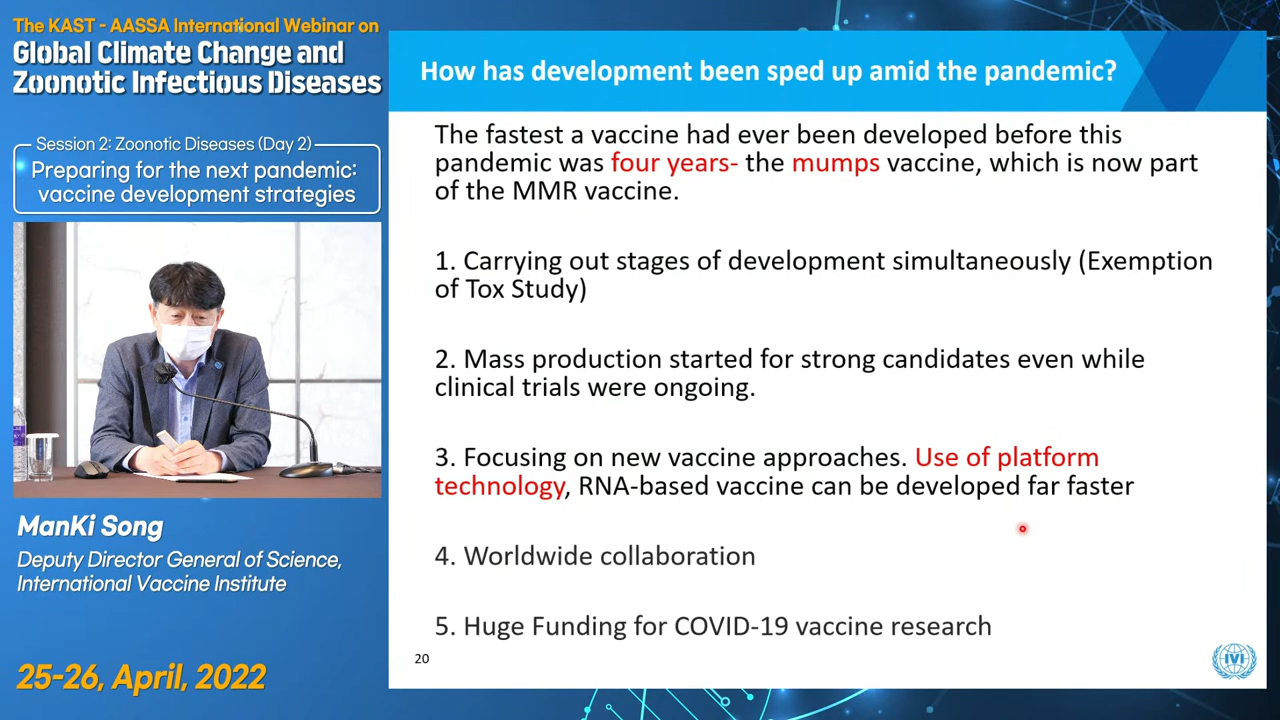 The KAST - AASSA International Webinar on
Global Climate Change and
Zoonotic Infectious Diseases
Session 2: Zoonotic Diseases (Day 2)
Preparing for the next pandemic:
vaccine development strategies
ManKi Song
Deputy Director General of Science,
International Vaccine Institute
25-26, April, 2022
How has development been sped up amid the pandemic?
The fastest a vaccine had ever been developed before this
pandemic was four years- the mumps vaccine, which is now part
of the MMR vaccine.
1. Carrying out stages of development simultaneously (Exemption
of Tox Study)
2. Mass production started for strong candidates even while
clinical trials were ongoing.
3. Focusing on new vaccine approaches. Use of platform
technology, RNA-based vaccine can be developed far faster
4. Worldwide collaboration
5. Huge Funding for COVID-19 vaccine research
20
IVI